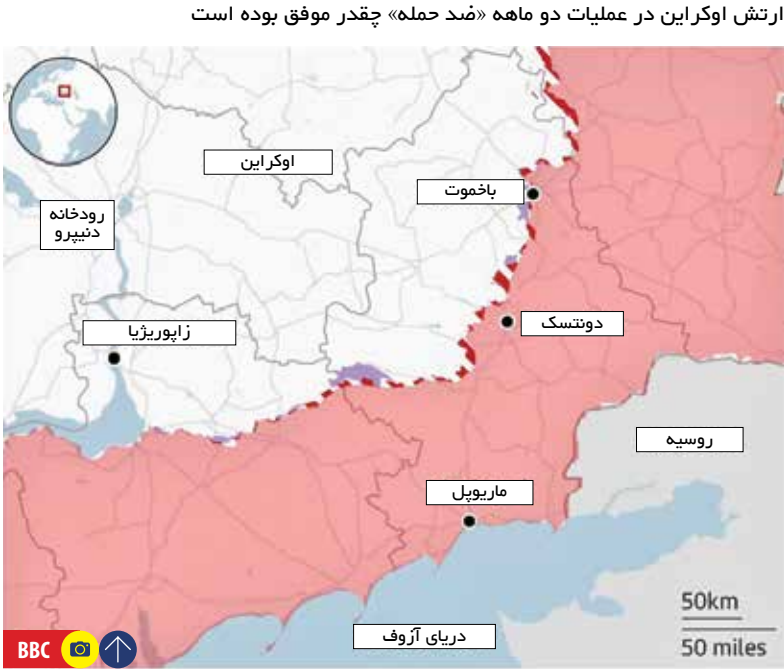 ارتش اوکراین در عملیات دو ماهه «ضد حمله» چقدر موفق بوده است
اوکراین
باخموت
رودخانه
دنیپرو
زاپوریژیا
دونتسک
روسیه
ماریوپل
دریای آزوف
50km
50 miles
BBC